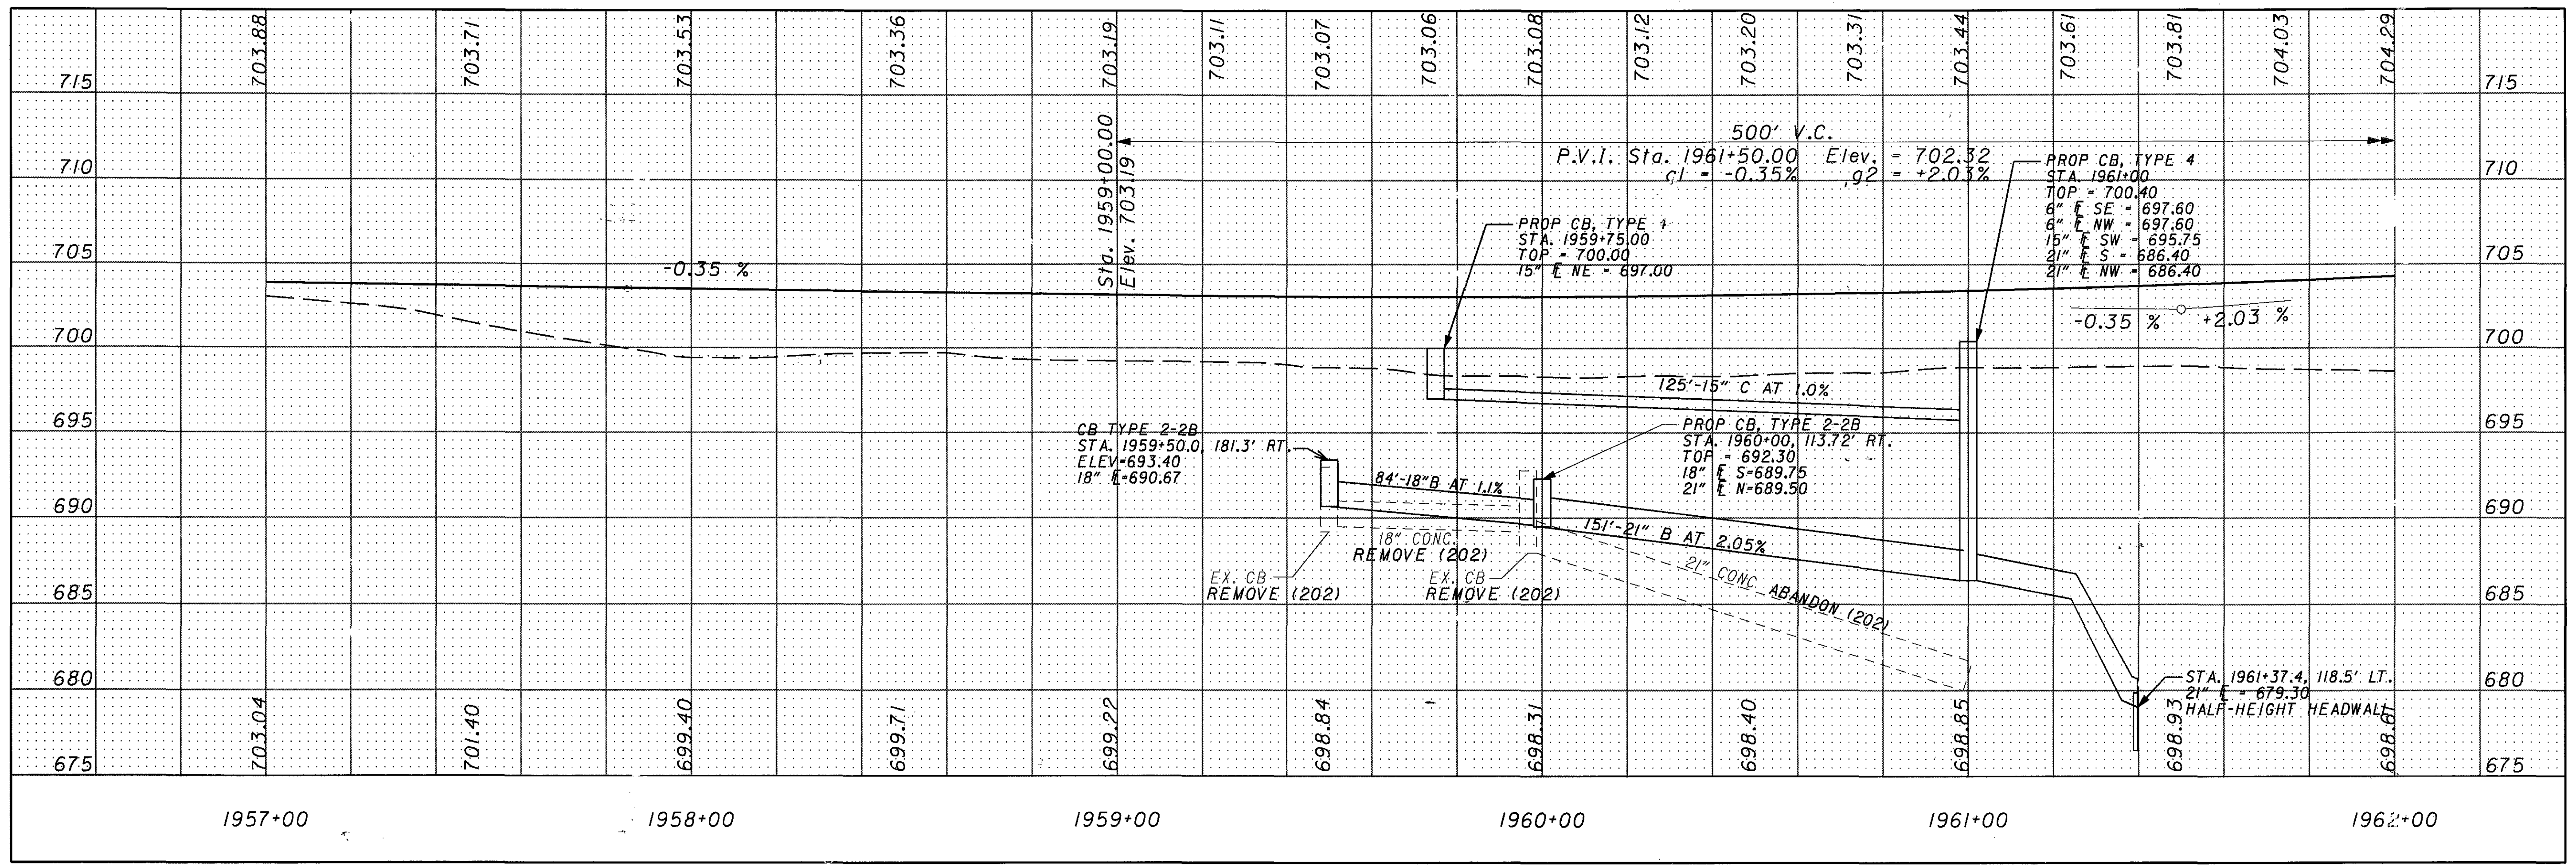 703.88
703.71
703.53
703.36
703.19
703.11
703.07
703.06
703.08
703.12
703.20
703.31
703.44
703.61
703.81
704.03
704.29
715
715
710
710
705
705
700
700
695
695
690
690
685
685
680
680
675
675
Sta. 1959+00.00
Elev. 703.19
500' V.C.
P.V.I. Sta. 1961+50.00 Elev. = 702.32
g1 = -0.35% g2 = +2.03%
-0.35 %
PROP CB, TYPE
STA. 1959+75.00
TOP = 700.00
15" ℄ NE = 697.00
PROP CB, TYPE 4
STA. 1961+00
TOP = 700.40
6" ℄ SE = 697.60
6" ℄ NW = 697.60
15" ℄ SW = 695.75
21" ℄ S = 686.40
21" ℄ NW = 686.40
-0.35 % +2.03 %
125'-15" C AT 1.0%
CB TYPE 2-2B
STA. 1959+50.0, 181.3' RT.
ELEV=693.40
18" ℄=690.67
PROP CB, TYPE 2-2B
STA. 1960+00, 113.72' RT.
TOP = 692.30
18" ℄ S=689.75
21" ℄ N=689.50
84'-18"B AT 1.1%
151'-21" B AT 2.05%
18" CONC.
REMOVE (202)
EX. CB
REMOVE (202)
EX. CB
REMOVE (202)
21" CONC ABANDON (202)
STA. 1961+37.4, 118.5' LT.
21" ℄ = 679.30
HALF-HEIGHT HEADWALL
703.04
701.40
699.40
699.71
699.22
698.84
698.31
698.40
698.85
698.93
698.61
1957+00
1958+00
1959+00
1960+00
1961+00
1962+00